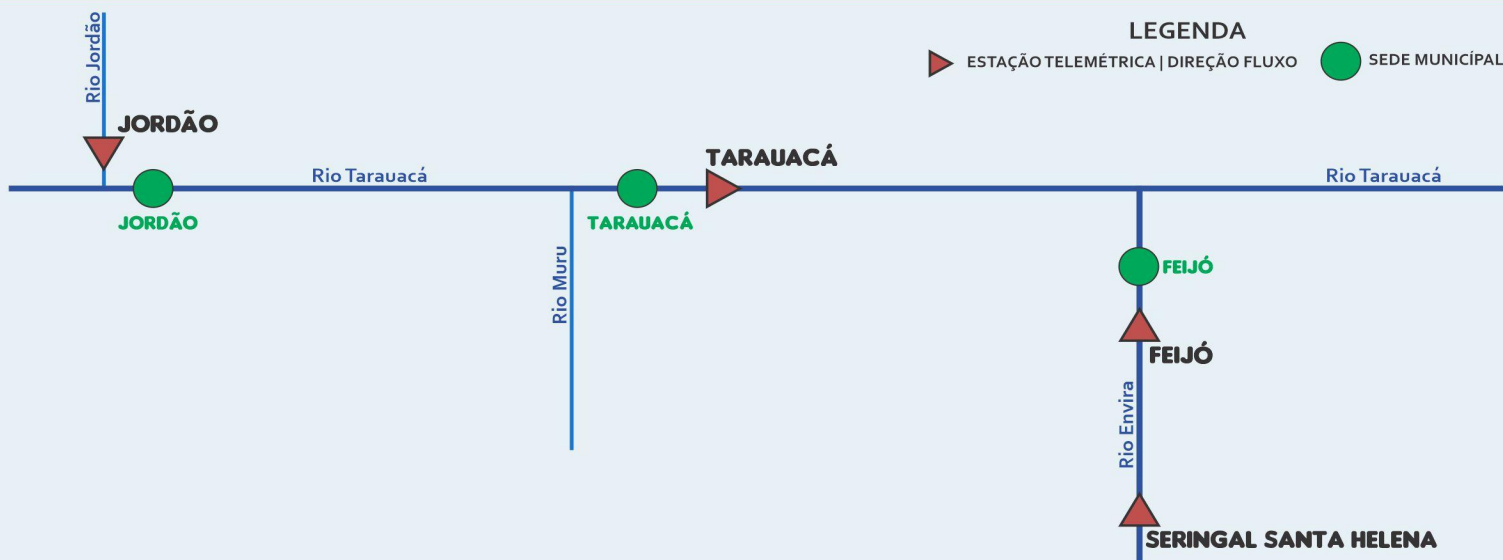 LEGENDA
ESTAÇÃO TELEMÉTRICA | DIREÇÃO FLUXO
SEDE MUNICÍPAL
Rio Jordão
JORDÃO
Rio Tarauacá
TARAUACÁ
Rio Tarauacá
JORDÃO
TARAUACÁ
Rio Muru
FEIJÓ
FEIJÓ
Rio Envira
SERINGAL SANTA HELENA